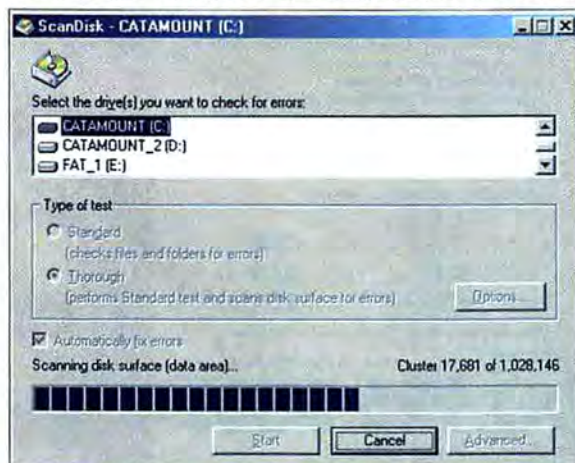 ScanDisk - CATAMOUNT (C:)
Select the drive(s) you want to check for errors:
CATAMOUNT (C:)
CATAMOUNT_2 (D:)
FAT_1 (E:)
Type of test
Standard
(checks files and folders for errors)
Thorough
(performs Standard test and scans disk surface for errors)
Options...
Automatically fix errors
Scanning disk surface (data area)...
Cluster 17,681 of 1,028,146
Start
Cancel
Advanced...